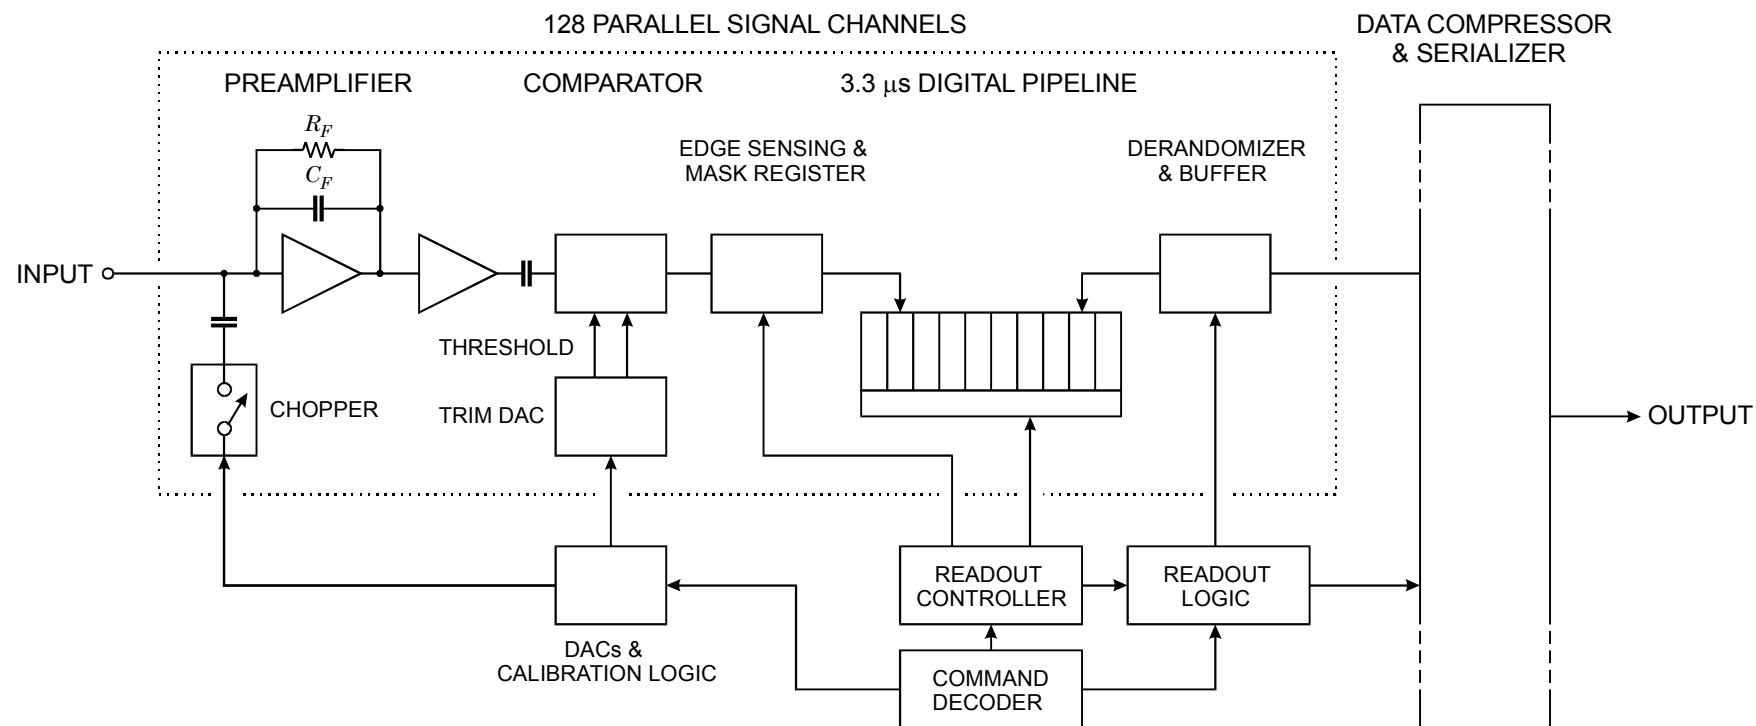 128 PARALLEL SIGNAL CHANNELS
DATA COMPRESSOR
& SERIALIZER
PREAMPLIFIER
COMPARATOR
3.3 μs DIGITAL PIPELINE
R_F
C_F
EDGE SENSING &
MASK REGISTER
DERANDOMIZER
& BUFFER
INPUT
THRESHOLD
CHOPPER
TRIM DAC
OUTPUT
READOUT
CONTROLLER
READOUT
LOGIC
DACs &
CALIBRATION LOGIC
COMMAND
DECODER